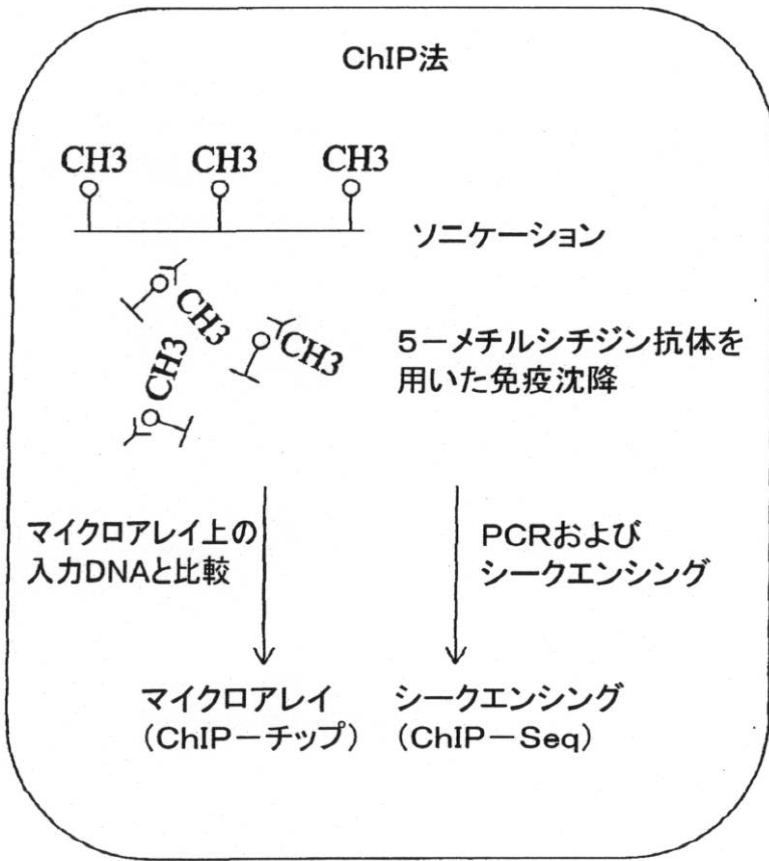 ChIP法
CH3 CH3 CH3
ソニケーション
CH3
CH3
CH3
5－メチルシチジン抗体を
用いた免疫沈降
マイクロアレイ上の
入力DNAと比較
PCRおよび
シークエンシング
マイクロアレイ
（ChIP－チップ）
シークエンシング
（ChIP－Seq）